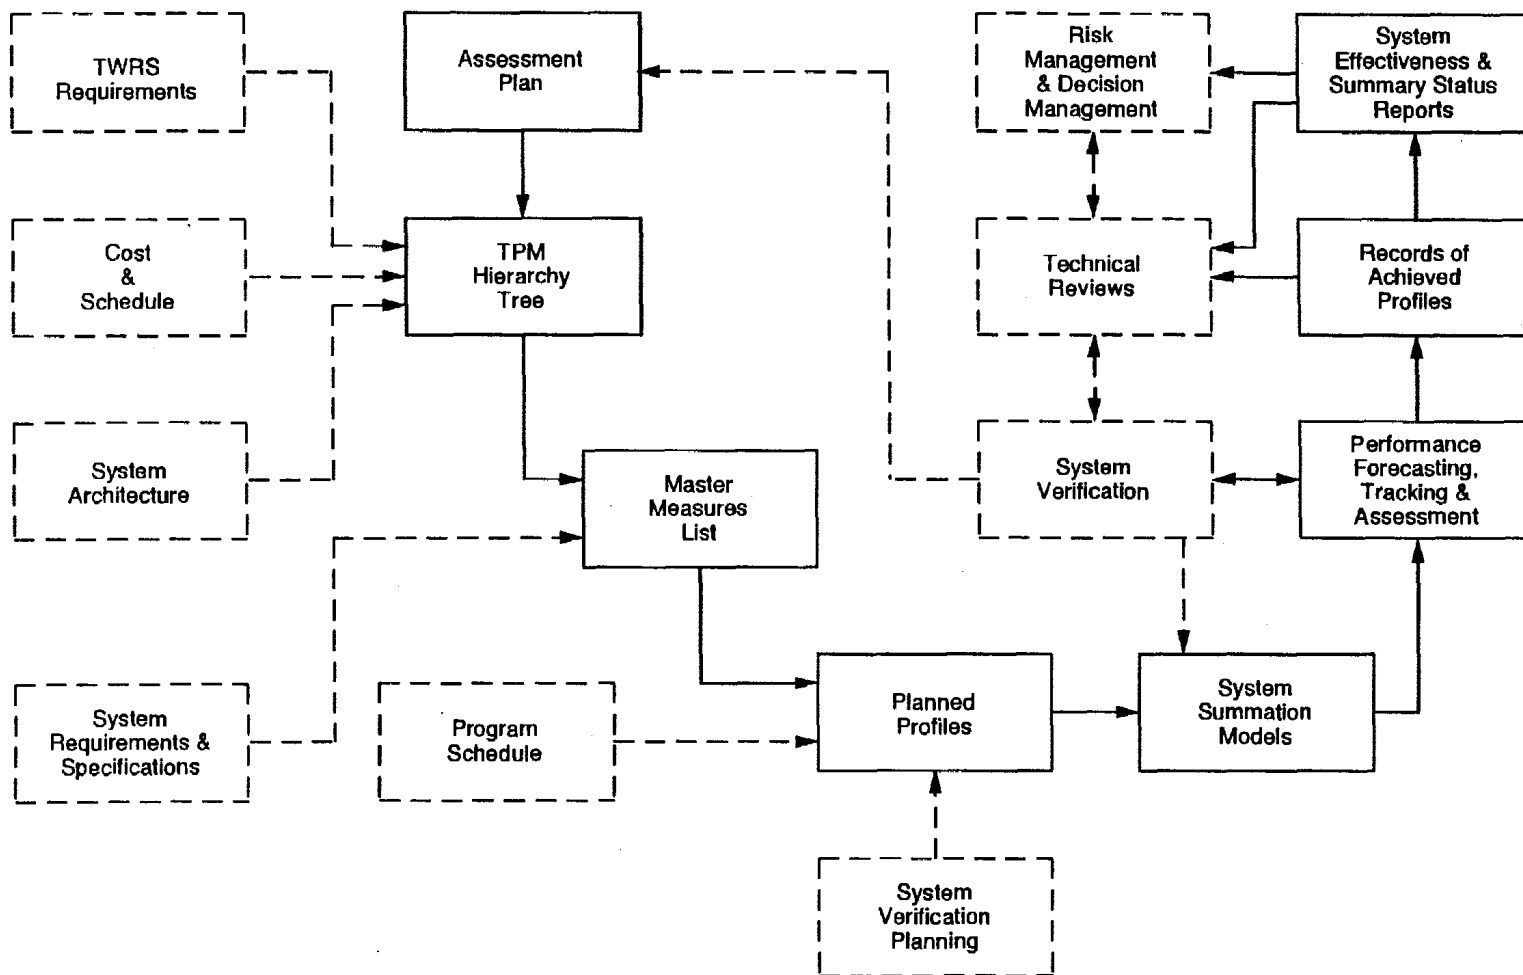 TWRS
Requirements
Assessment
Plan
Risk
Management
& Decision
Management
System
Effectiveness &
Summary Status
Reports
Cost
&
Schedule
TPM
Hierarchy
Tree
Technical
Reviews
Records of
Achieved
Profiles
System
Architecture
Master
Measures
List
System
Verification
Performance
Forecasting,
Tracking &
Assessment
System
Requirements &
Specifications
Program
Schedule
Planned
Profiles
System
Summation
Models
System
Verification
Planning